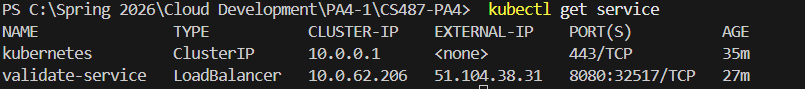 PS C:\Spring 2026\Cloud Development\PA4-1\CS487-PA4> kubectl get service
NAME TYPE CLUSTER-IP EXTERNAL-IP PORT(S) AGE
kubernetes ClusterIP 10.0.0.1 <none> 443/TCP 35m
validate-service LoadBalancer 10.0.62.206 51.104.38.31 8080:32517/TCP 27m